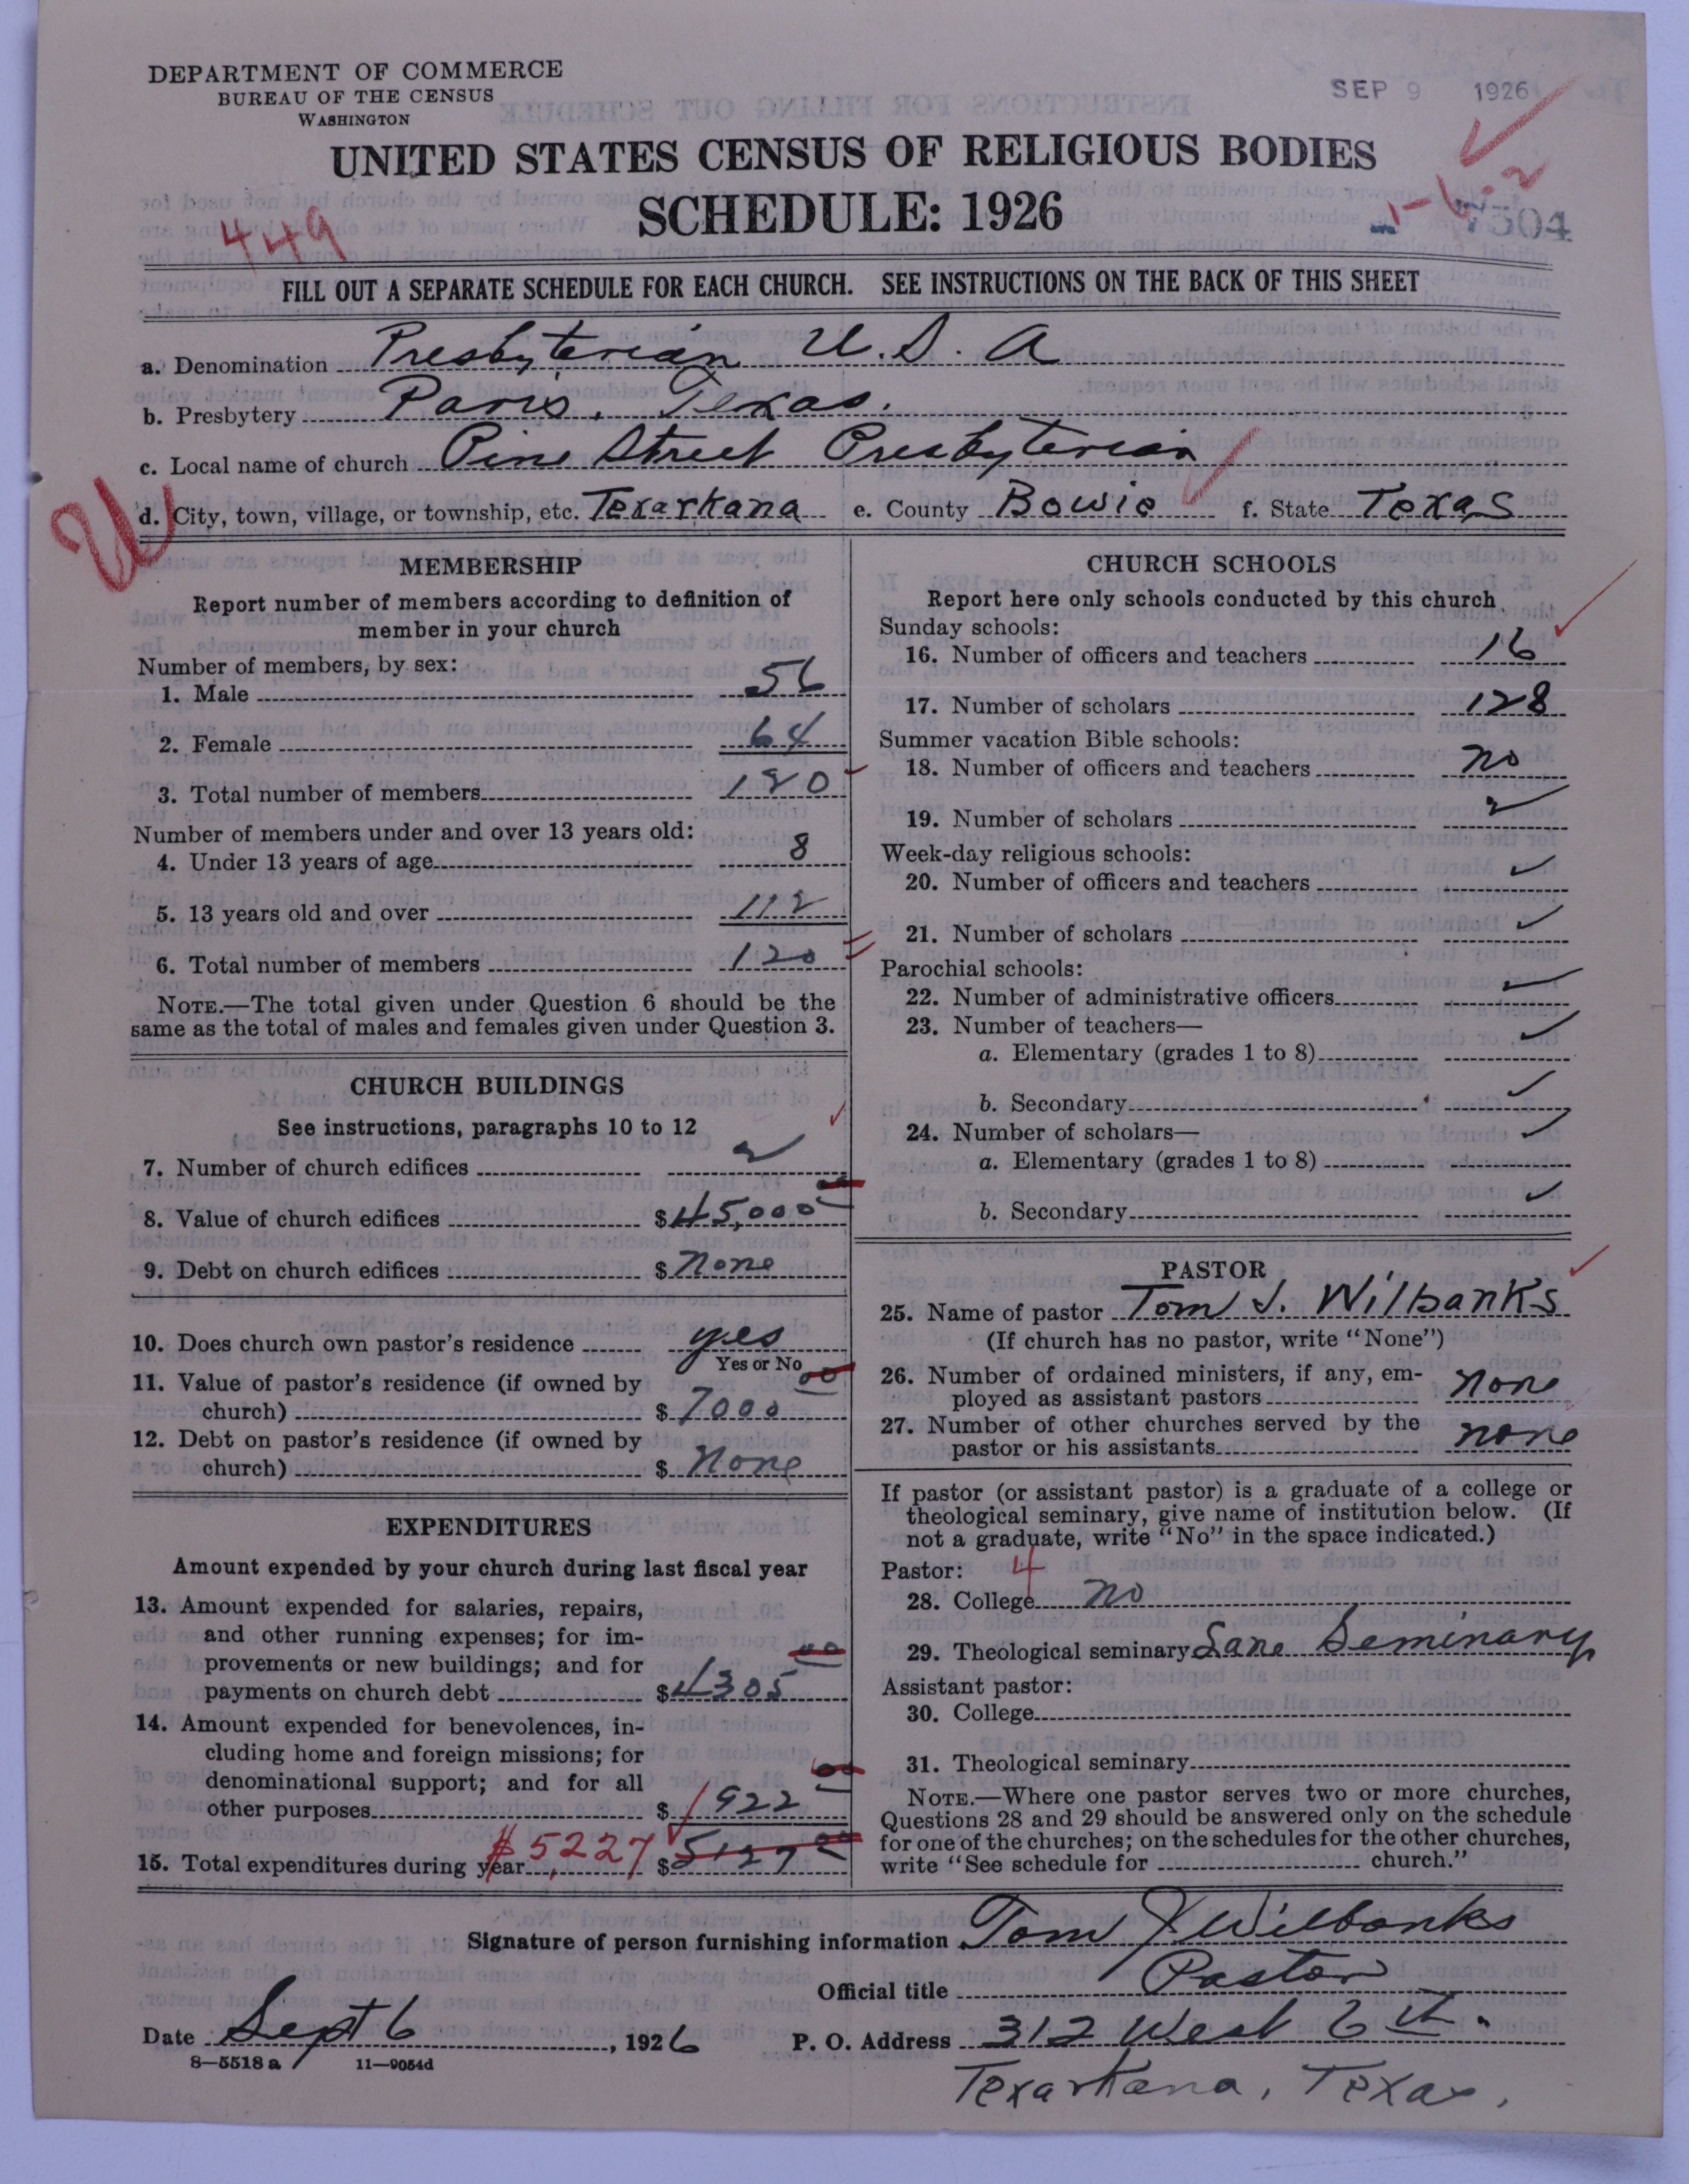 DEPARTMENT OF COMMERCE
BUREAU OF THE CENSUS
WASHINGTON
SEP 9 1926
UNITED STATES CENSUS OF RELIGIOUS BODIES
SCHEDULE: 1926
449
FILL OUT A SEPARATE SCHEDULE FOR EACH CHURCH. SEE INSTRUCTIONS ON THE BACK OF THIS SHEET
a. Denomination Presbyterian U.S.A
b. Presbytery Paris, Texas.
c. Local name of church Pine Street Presbyterian
d. City, town, village, or township, etc. Texarkana e. County Bowie f. State Texas
MEMBERSHIP
Report number of members according to definition of
member in your church
Number of members, by sex:
1. Male 56
2. Female 64
3. Total number of members 120
Number of members under and over 13 years old:
4. Under 13 years of age 8
5. 13 years old and over 112
6. Total number of members 120
NOTE.—The total given under Question 6 should be the
same as the total of males and females given under Question 3.
CHURCH BUILDINGS
See instructions, paragraphs 10 to 12
7. Number of church edifices 2
8. Value of church edifices $45,000 00
9. Debt on church edifices $None
10. Does church own pastor's residence yes
Yes or No
11. Value of pastor's residence (if owned by
church) $7000 00
12. Debt on pastor's residence (if owned by
church) $None
EXPENDITURES
Amount expended by your church during last fiscal year
13. Amount expended for salaries, repairs,
and other running expenses; for im-
provements or new buildings; and for
payments on church debt $4305 00
14. Amount expended for benevolences, in-
cluding home and foreign missions; for
denominational support; and for all
other purposes $922 00
15. Total expenditures during year $5227 $5127 00
CHURCH SCHOOLS
Report here only schools conducted by this church
Sunday schools:
16. Number of officers and teachers 16
17. Number of scholars 128
Summer vacation Bible schools:
18. Number of officers and teachers no
19. Number of scholars
Week-day religious schools:
20. Number of officers and teachers
21. Number of scholars
Parochial schools:
22. Number of administrative officers
23. Number of teachers—
a. Elementary (grades 1 to 8)
b. Secondary
24. Number of scholars—
a. Elementary (grades 1 to 8)
b. Secondary
PASTOR
25. Name of pastor Tom J. Wilbanks
(If church has no pastor, write "None")
26. Number of ordained ministers, if any, em-
ployed as assistant pastors none
27. Number of other churches served by the
pastor or his assistants none
If pastor (or assistant pastor) is a graduate of a college or
theological seminary, give name of institution below. (If
not a graduate, write "No" in the space indicated.)
Pastor: 4
28. College no
29. Theological seminary Lane Seminary
Assistant pastor:
30. College
31. Theological seminary
NOTE.—Where one pastor serves two or more churches,
Questions 28 and 29 should be answered only on the schedule
for one of the churches; on the schedules for the other churches,
write "See schedule for church."
Signature of person furnishing information Tom J Wilbanks
Official title Pastor
Date Sept 6, 1926 P. O. Address 312 West 6th.
8—5518 a 11—9054d
Texarkana, Texas.